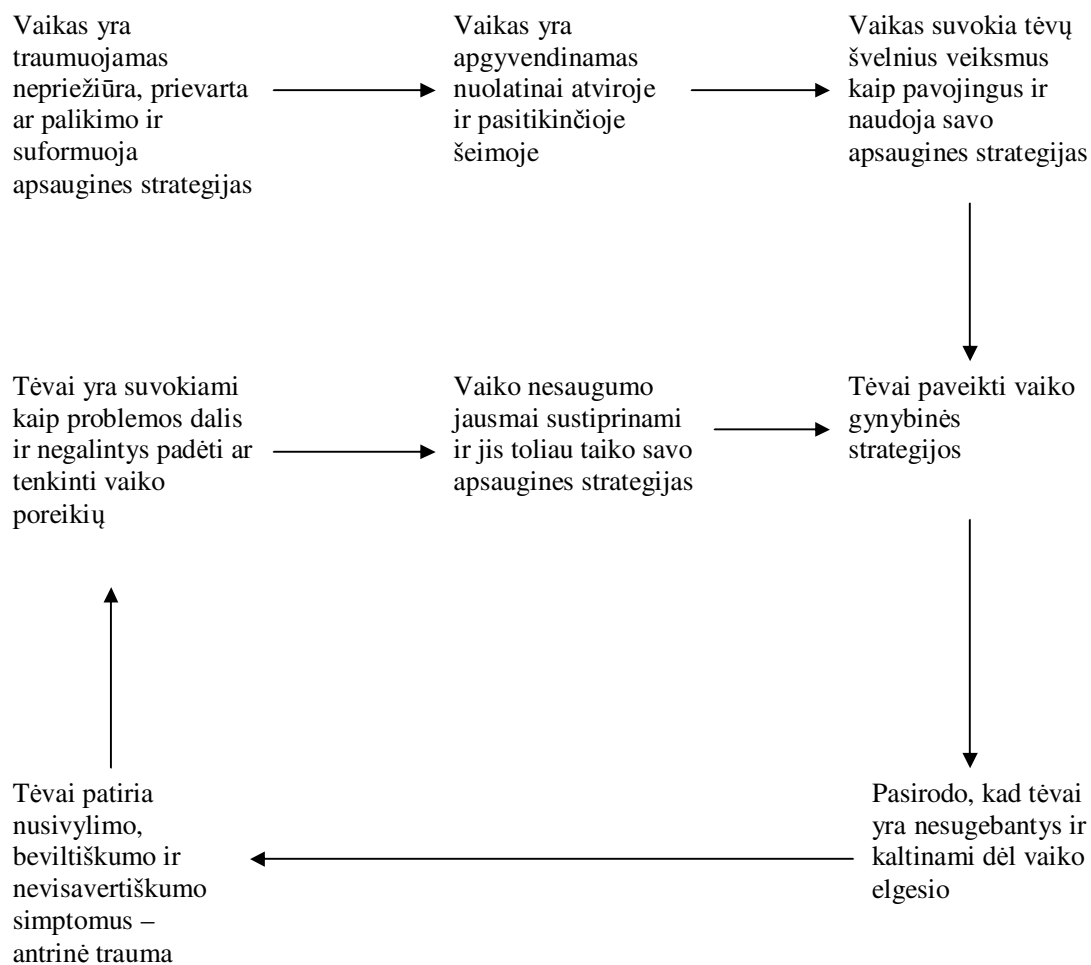 Vaikas yra
traumuojamas
nepriežiūra, prievarta
ar palikimo ir
suformuoja
apsaugines strategijas
Vaikas yra
apgyvendinamas
nuolatinai atviroje
ir pasitikinčioje
šeimoje
Vaikas suvokia tėvų
švelnius veiksmus
kaip pavojingus ir
naudoja savo
apsaugines strategijas
Tėvai yra suvokiami
kaip problemos dalis
ir negalintys padėti ar
tenkinti vaiko
poreikių
Vaiko nesaugumo
jausmai sustiprinami
ir jis toliau taiko savo
apsaugines strategijas
Tėvai paveikti vaiko
gynybinės
strategijos
Tėvai patiria
nusivylimo,
beviltiškumo ir
nevisavertiškumo
simptomus –
antrinė trauma
Pasirodo, kad tėvai
yra nesugebantys ir
kaltinami dėl vaiko
elgesio